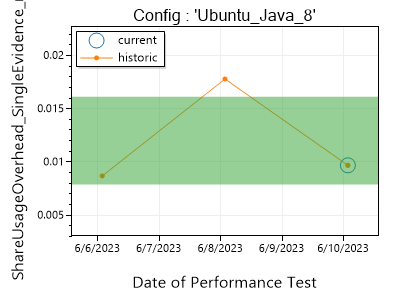 Config : 'Ubuntu_Java_8'
current
historic
0.02
0.015
0.01
0.005
ShareUsageOverhead_SingleEvidence_
6/6/2023
6/7/2023
6/8/2023
6/9/2023
6/10/2023
Date of Performance Test